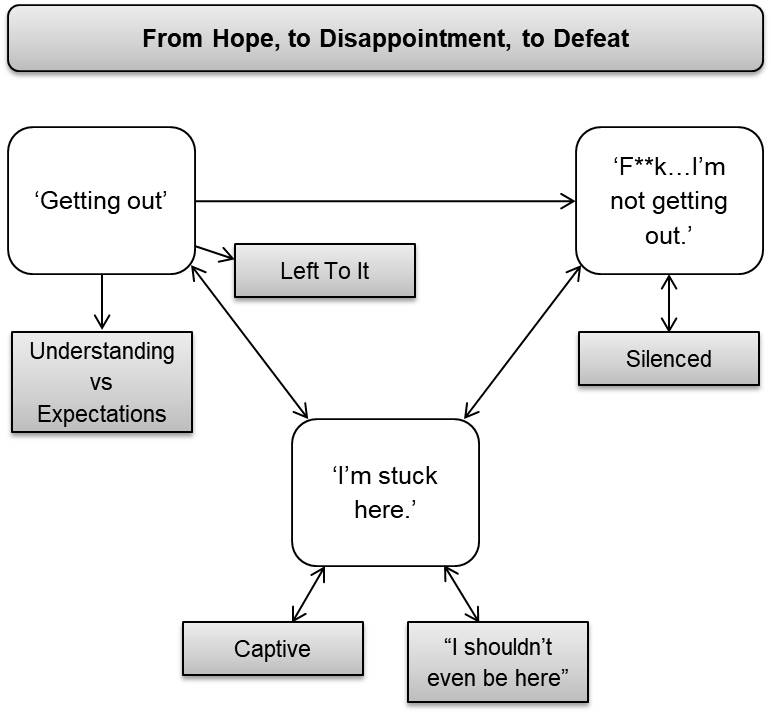 From Hope, to Disappointment, to Defeat
‘Getting out’
‘F**k…I’m
not getting
out.’
Left To It
Understanding
vs
Expectations
Silenced
‘I’m stuck
here.’
Captive
“I shouldn’t
even be here”